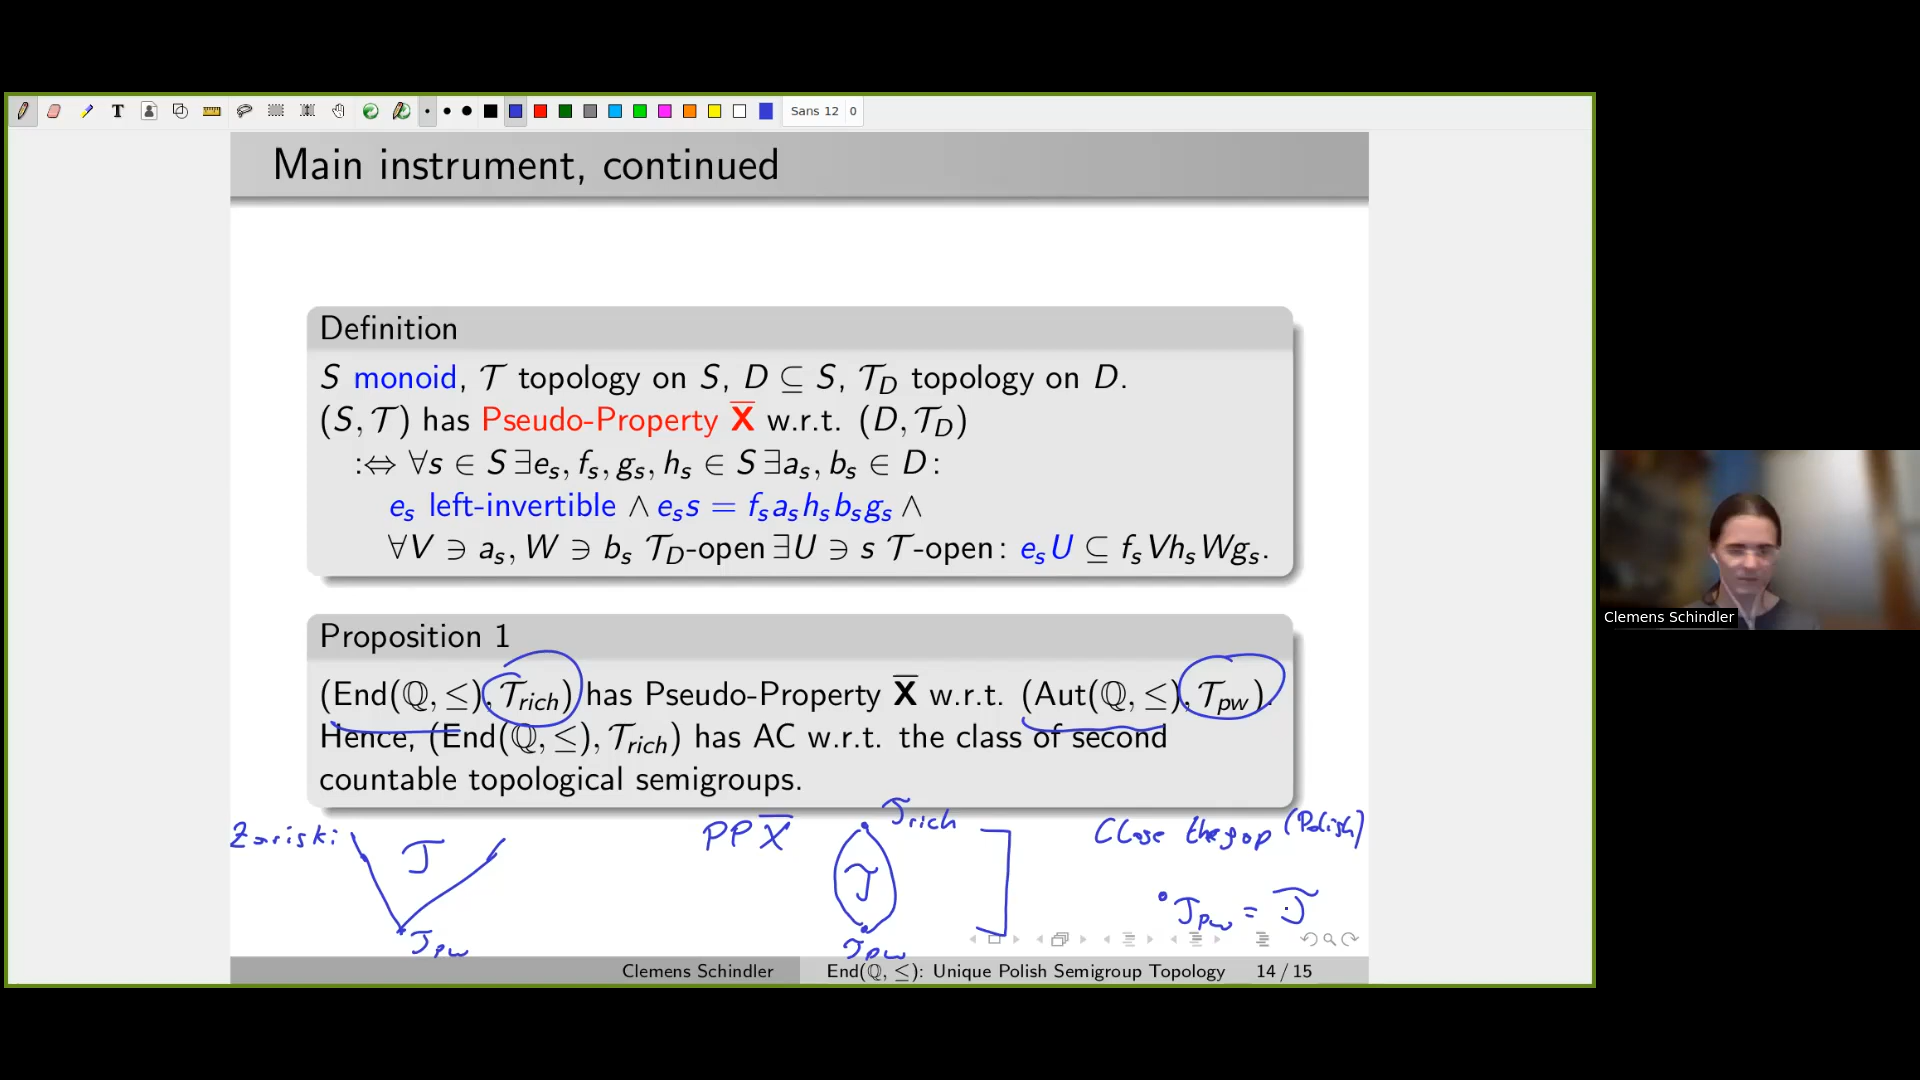 Sans 12 0
Main instrument, continued
Definition
S monoid, 𝒯 topology on S, D ⊆ S, 𝒯_D topology on D.
(S, 𝒯) has Pseudo-Property X̅ w.r.t. (D, 𝒯_D)
:⇔ ∀s ∈ S ∃e_s, f_s, g_s, h_s ∈ S ∃a_s, b_s ∈ D:
e_s left-invertible ∧ e_s s = f_s a_s h_s b_s g_s ∧
∀V ∋ a_s, W ∋ b_s 𝒯_D-open ∃U ∋ s 𝒯-open: e_s U ⊆ f_s V h_s W g_s.
Proposition 1
(End(ℚ, ≤), 𝒯_rich) has Pseudo-Property X̅ w.r.t. (Aut(ℚ, ≤), 𝒯_pw).
Hence, (End(ℚ, ≤), 𝒯_rich) has AC w.r.t. the class of second
countable topological semigroups.
Zariski: 𝒯 𝒯_pw
PP X̅ 𝒯_rich 𝒯 𝒯_pw
Close the gap (Polish)
𝒯_pw = 𝒯
Clemens Schindler End(ℚ, ≤): Unique Polish Semigroup Topology 14 / 15
Clemens Schindler